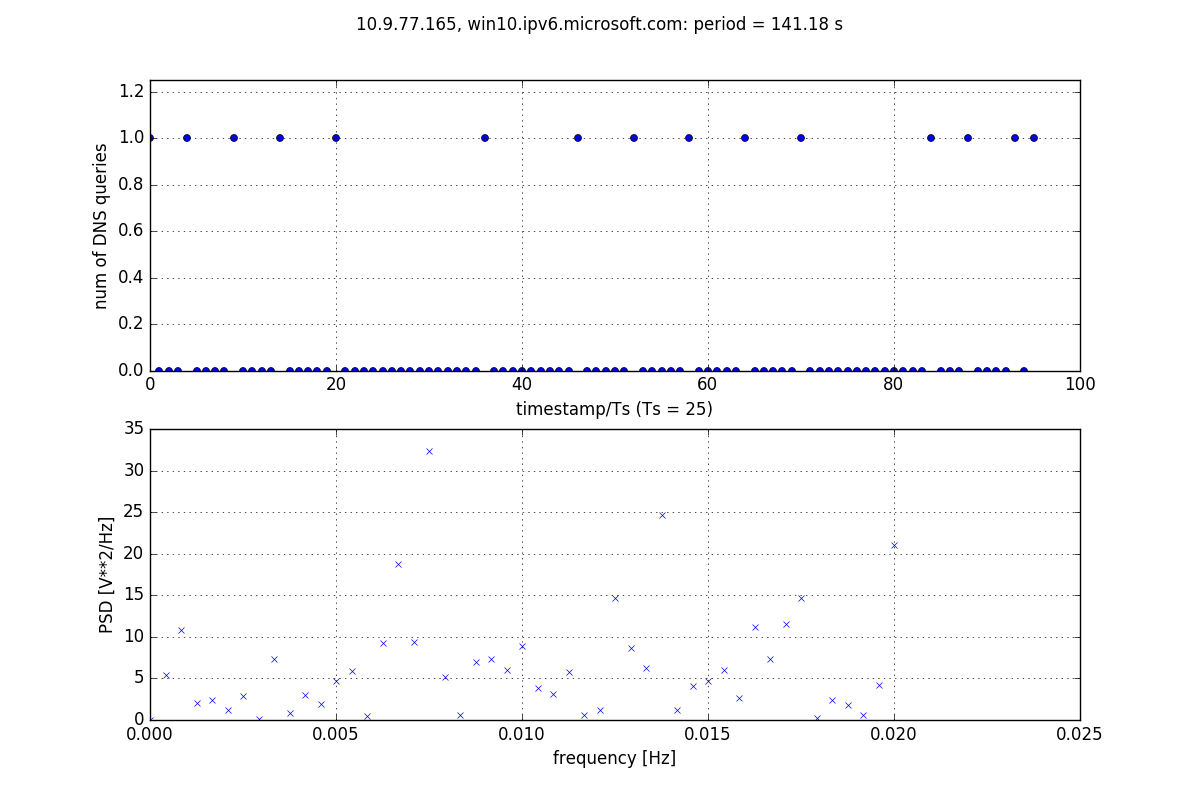 10.9.77.165, win10.ipv6.microsoft.com: period = 141.18 s
1.2
1.0
0.8
0.6
0.4
0.2
0.0
num of DNS queries
0 20 40 60 80 100
timestamp/Ts (Ts = 25)
35
30
25
20
15
10
5
0
PSD [V**2/Hz]
0.000 0.005 0.010 0.015 0.020 0.025
frequency [Hz]